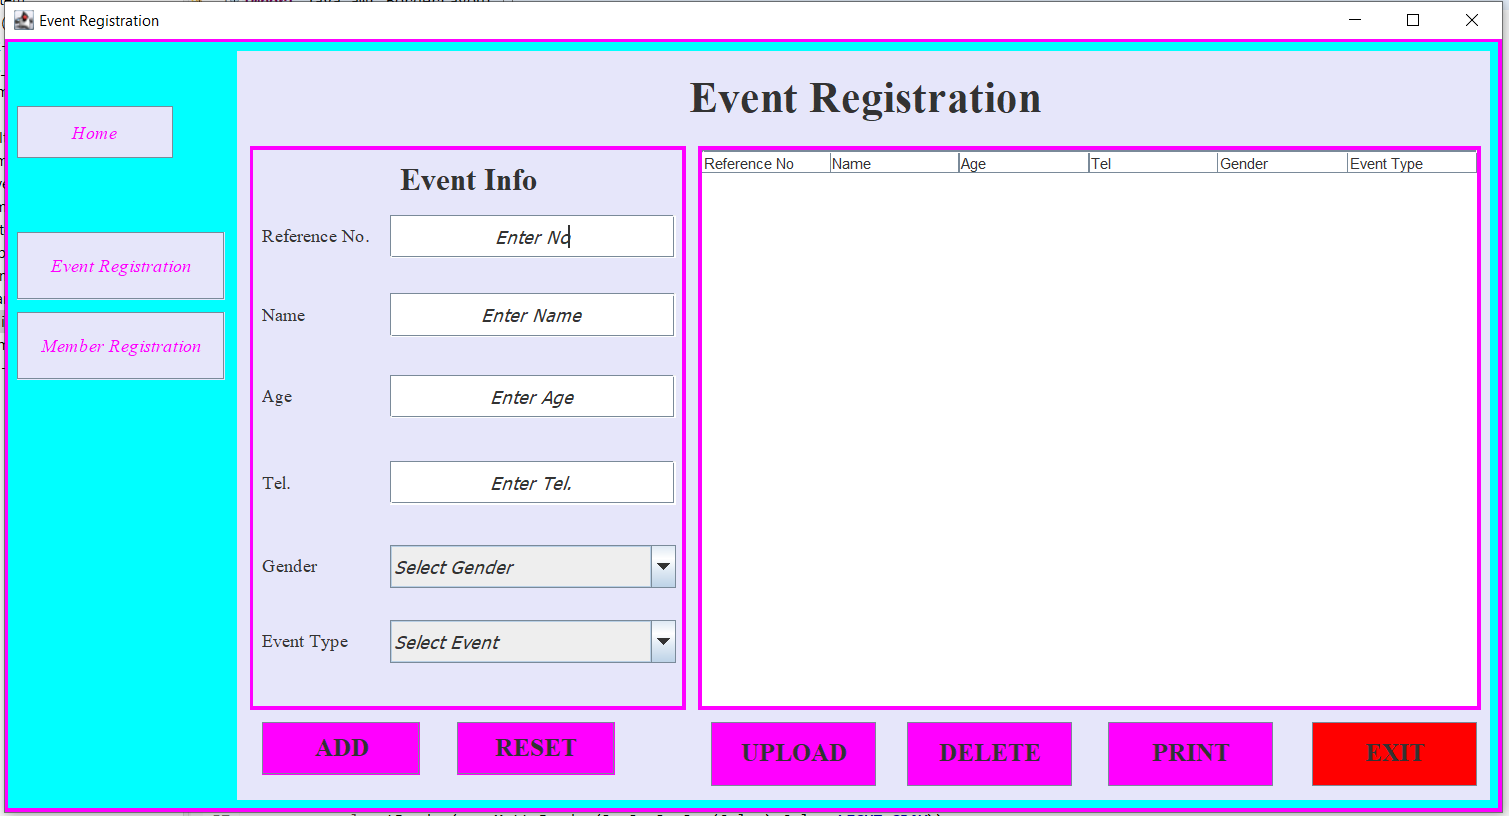 Event Registration
Home
Event Registration
Member Registration
Event Registration
Event Info
Reference No.
Enter No
Name
Enter Name
Age
Enter Age
Tel.
Enter Tel.
Gender
Select Gender
Event Type
Select Event
Reference No Name Age Tel Gender Event Type
ADD RESET UPLOAD DELETE PRINT EXIT